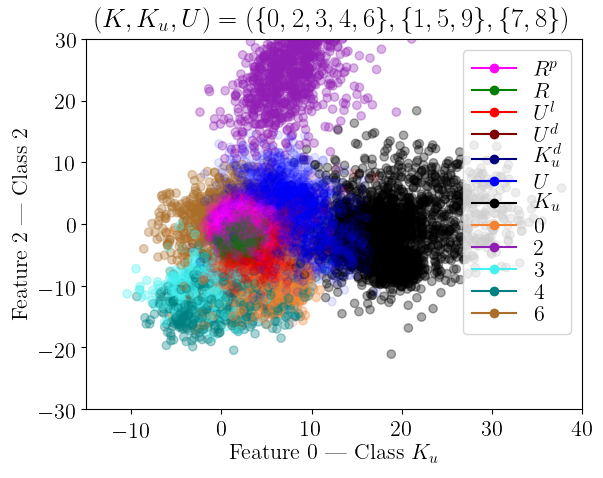 (K, K_u, U) = ({0, 2, 3, 4, 6}, {1, 5, 9}, {7, 8})
30
20
10
0
−10
−20
−30
Feature 2 — Class 2
R^p
R
U^l
U^d
K_u^d
U
K_u
0
2
3
4
6
−10
0
10
20
30
40
Feature 0 — Class K_u